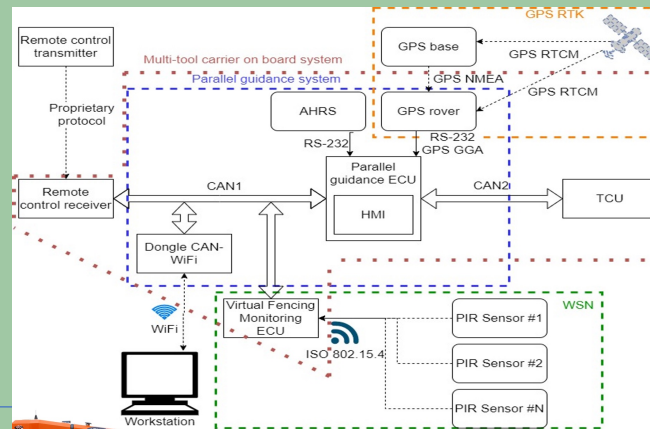 GPS RTK
Remote control
transmitter
GPS base
GPS RTCM
Multi-tool carrier on board system
Parallel guidance system
GPS NMEA
GPS RTCM
Proprietary
protocol
AHRS
GPS rover
RS-232
RS-232
GPS GGA
Parallel
guidance ECU
HMI
CAN1
CAN2
TCU
Remote
control receiver
Dongle CAN-
WiFi
WiFi
Virtual Fencing
Monitoring
ECU
ISO 802.15.4
WSN
PIR Sensor #1
PIR Sensor #2
PIR Sensor #N
Workstation